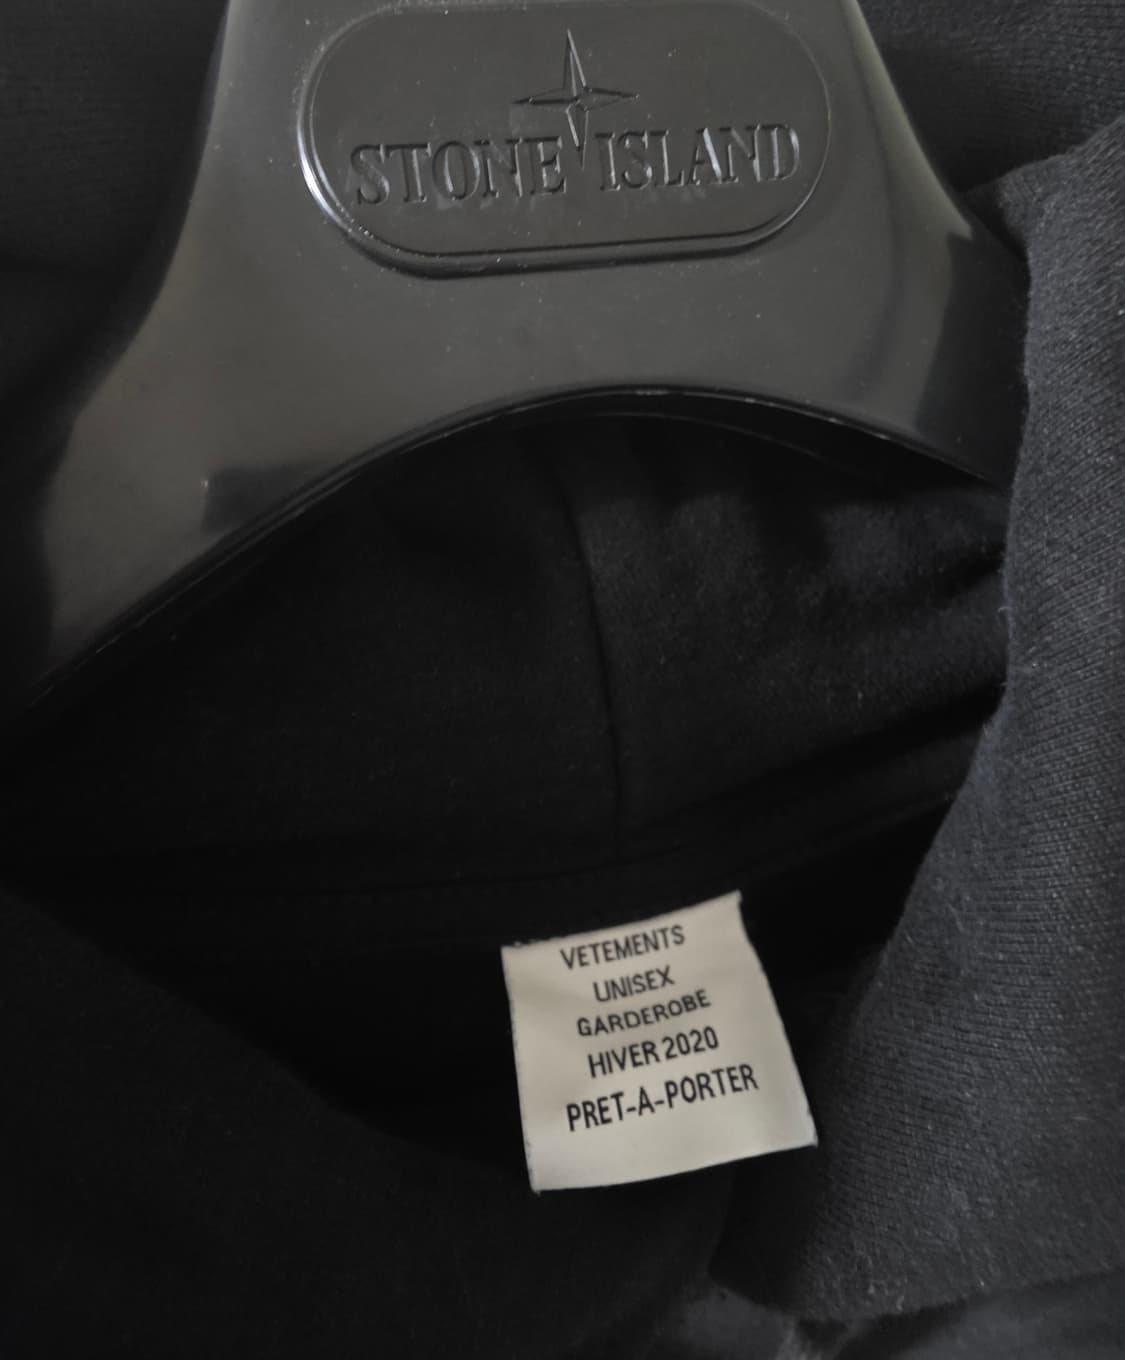 STONE ISLAND
VETEMENTS
UNISEX
GARDEROBE
HIVER 2020
PRET-A-PORTER